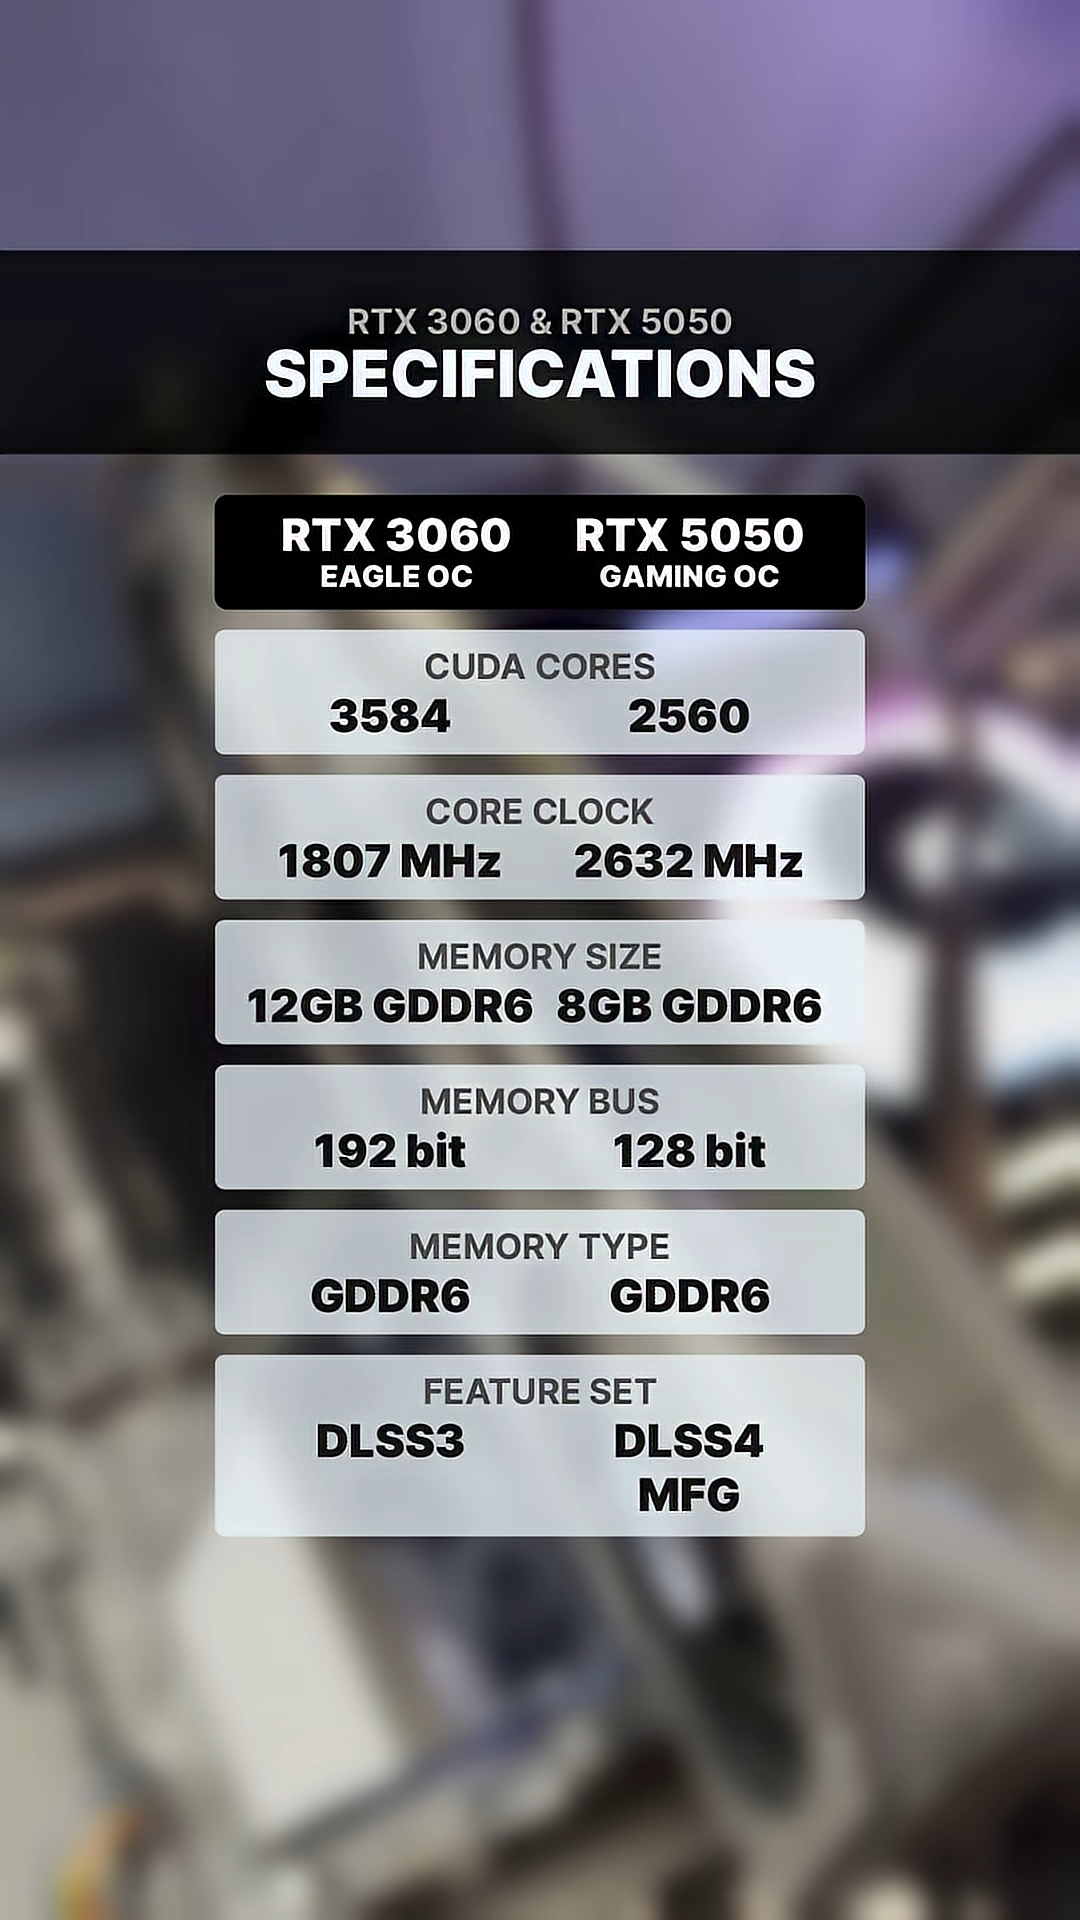 RTX 3060 & RTX 5050
SPECIFICATIONS
RTX 3060 RTX 5050
EAGLE OC GAMING OC
CUDA CORES
3584 2560
CORE CLOCK
1807 MHz 2632 MHz
MEMORY SIZE
12GB GDDR6 8GB GDDR6
MEMORY BUS
192 bit 128 bit
MEMORY TYPE
GDDR6 GDDR6
FEATURE SET
DLSS3 DLSS4
MFG